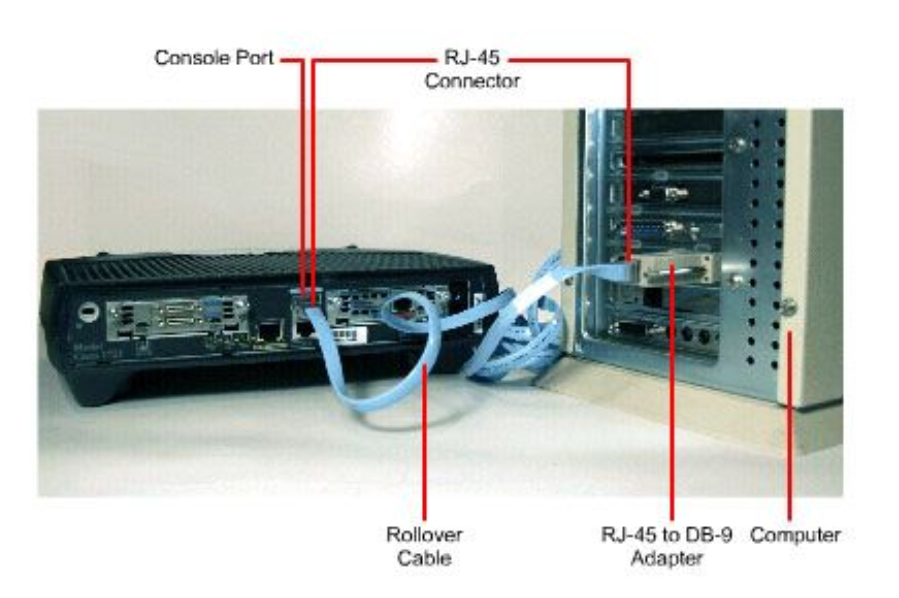 Console Port
RJ-45
Connector
Rollover
Cable
RJ-45 to DB-9
Adapter
Computer